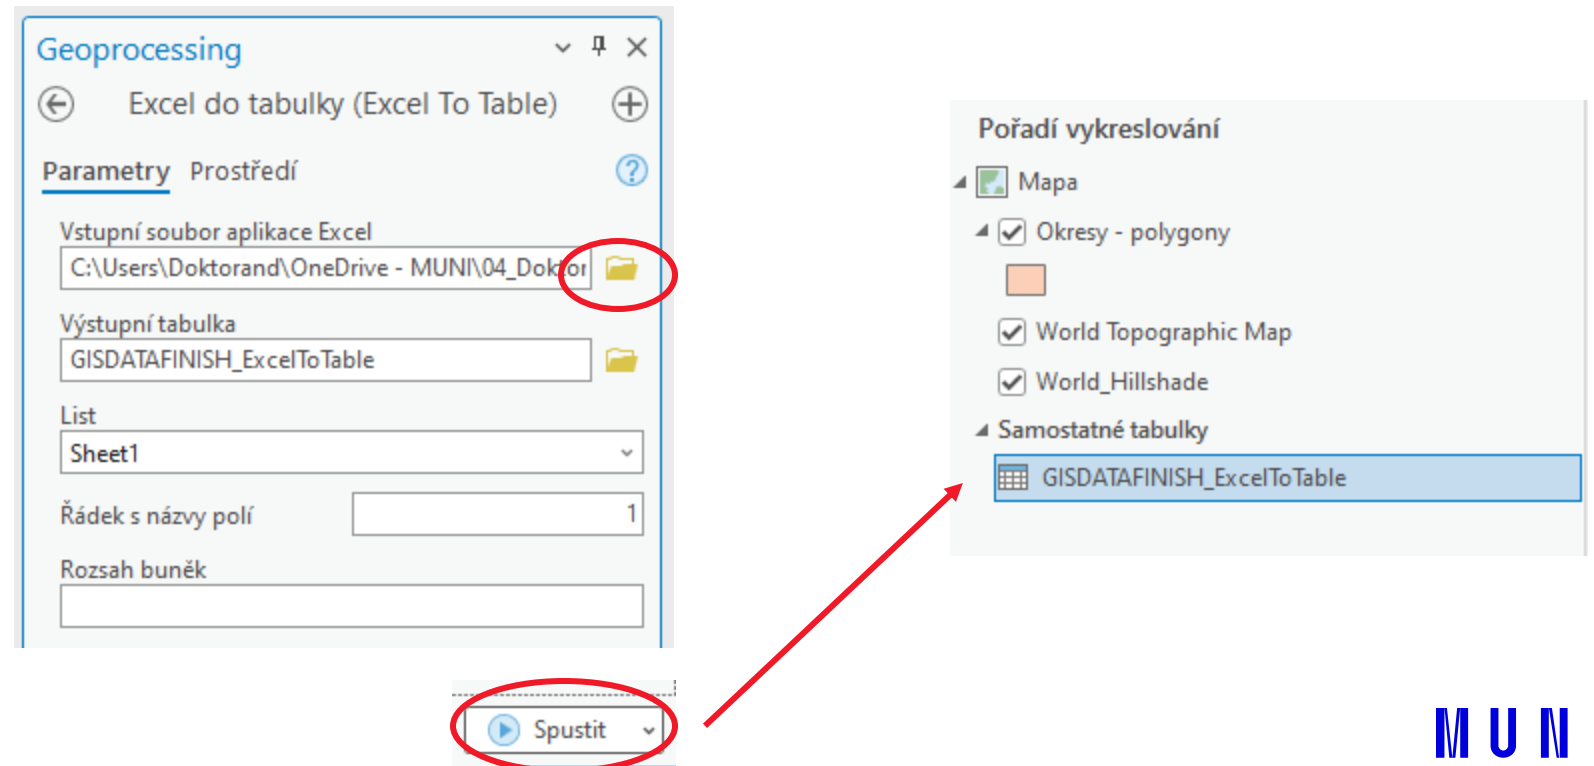 Geoprocessing
Excel do tabulky (Excel To Table)
Parametry Prostředí
Vstupní soubor aplikace Excel
C:\Users\Doktorand\OneDrive - MUNI\04_Doktor
Výstupní tabulka
GISDATAFINISH_ExcelToTable
List
Sheet1
Řádek s názvy polí 1
Rozsah buněk
Spustit
Pořadí vykreslování
Mapa
Okresy - polygony
World Topographic Map
World_Hillshade
Samostatné tabulky
GISDATAFINISH_ExcelToTable
MUN